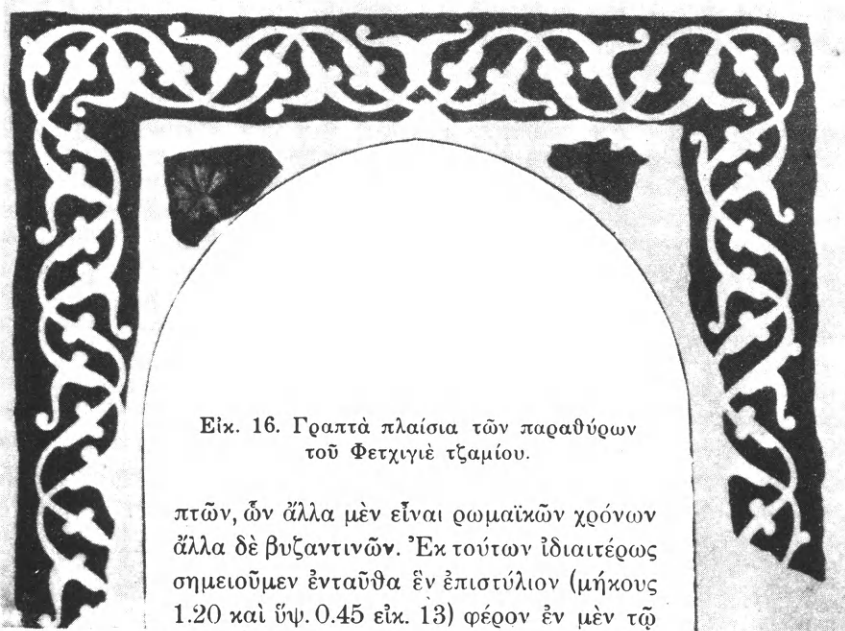 Εἰκ. 16. Γραπτὰ πλαίσια τῶν παραθύρων
τοῦ Φετχιγιὲ τζαμίου.
πτῶν, ὧν ἄλλα μὲν εἶναι ρωμαϊκῶν χρόνων
ἄλλα δὲ βυζαντινῶν. Ἐκ τούτων ἰδιαιτέρως
σημειοῦμεν ἐνταῦθα ἓν ἐπιστύλιον (μήκους
1.20 καὶ ὕψ. 0.45 εἰκ. 13) φέρον ἐν μὲν τῷ